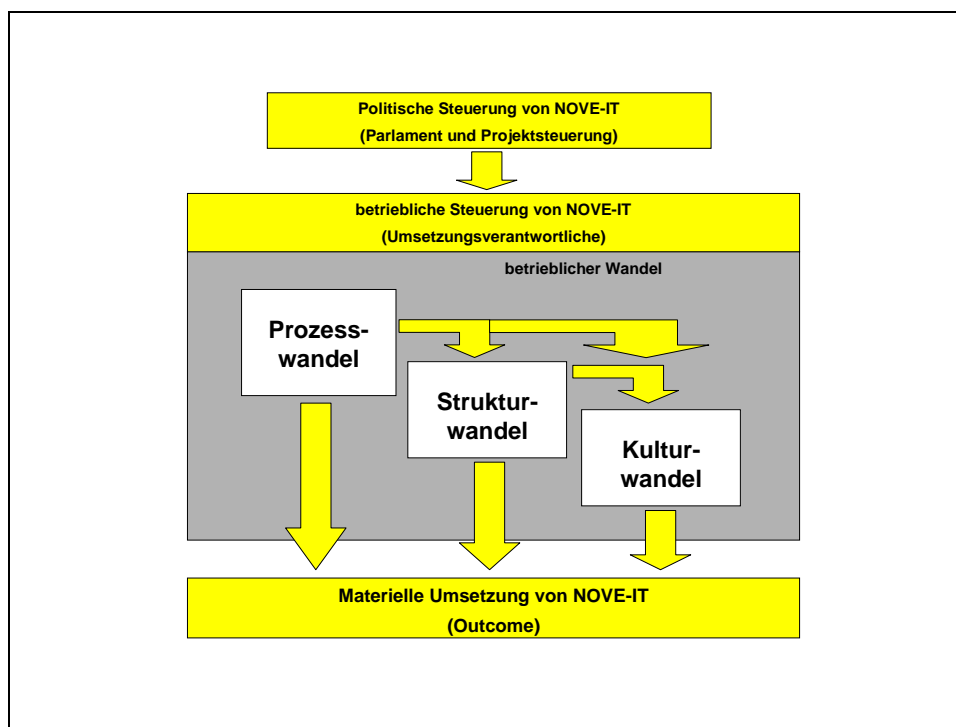 Politische Steuerung von NOVE-IT
(Parlament und Projektsteuerung)
betriebliche Steuerung von NOVE-IT
(Umsetzungsverantwortliche)
betrieblicher Wandel
Prozess-
wandel
Struktur-
wandel
Kultur-
wandel
Materielle Umsetzung von NOVE-IT
(Outcome)